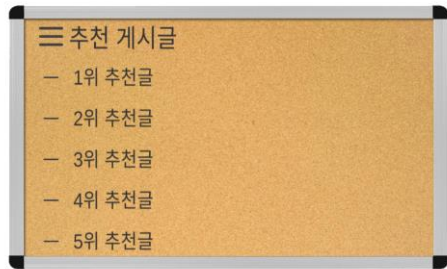 추천 게시글
– 1위 추천글
– 2위 추천글
– 3위 추천글
– 4위 추천글
– 5위 추천글